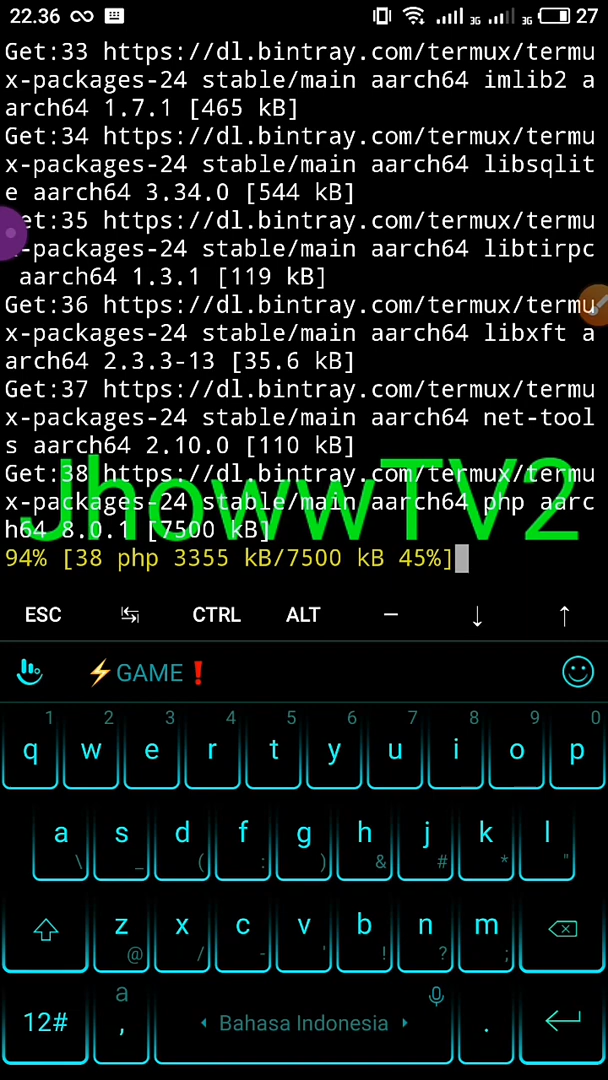 22.36 3G 3G 27
Get:33 https://dl.bintray.com/termux/termu
x-packages-24 stable/main aarch64 imlib2 a
arch64 1.7.1 [465 kB]
Get:34 https://dl.bintray.com/termux/termu
x-packages-24 stable/main aarch64 libsqlit
e aarch64 3.34.0 [544 kB]
et:35 https://dl.bintray.com/termux/termu
-packages-24 stable/main aarch64 libtirpc
aarch64 1.3.1 [119 kB]
Get:36 https://dl.bintray.com/termux/termu
x-packages-24 stable/main aarch64 libxft a
arch64 2.3.3-13 [35.6 kB]
Get:37 https://dl.bintray.com/termux/termu
x-packages-24 stable/main aarch64 net-tool
s aarch64 2.10.0 [110 kB]
Get:38 https://dl.bintray.com/termux/termu
x-packages-24 stable/main aarch64 php aarc
h64 8.0.1 [7500 kB]
JhowwTV2
94% [38 php 3355 kB/7500 kB 45%]
ESC ↹ CTRL ALT — ↓ ↑
⚡GAME❗
1 2 3 4 5 6 7 8 9 0
q w e r t y u i o p
a s d f g h j k l
\ _ ( : ) & # * "
z x c v b n m
@ / - ' ! ? ;
a
12# , Bahasa Indonesia .